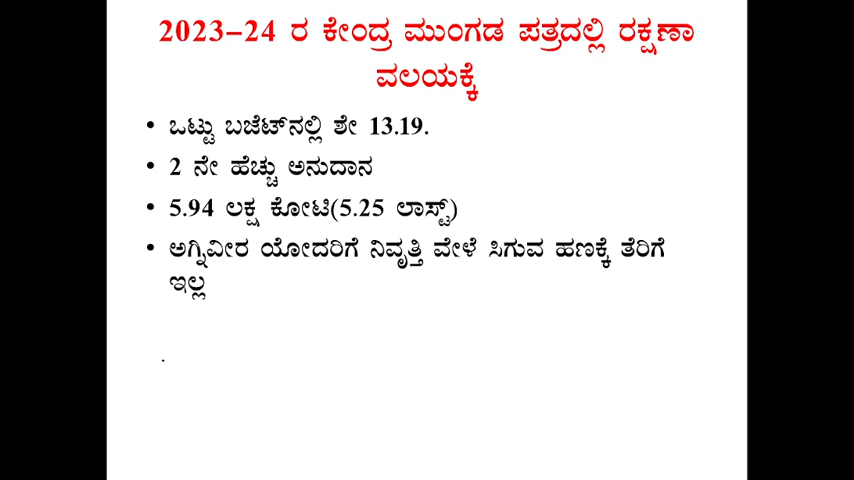 2023–24 ರ ಕೇಂದ್ರ ಮುಂಗಡ ಪತ್ರದಲ್ಲಿ ರಕ್ಷಣಾ
ವಲಯಕ್ಕೆ
• ಒಟ್ಟು ಬಜೆಟ್‌ನಲ್ಲಿ ಶೇ 13.19.
• 2 ನೇ ಹೆಚ್ಚು ಅನುದಾನ
• 5.94 ಲಕ್ಷ ಕೋಟಿ(5.25 ಲಾಸ್ಟ್)
• ಅಗ್ನಿವೀರ ಯೋದರಿಗೆ ನಿವೃತ್ತಿ ವೇಳೆ ಸಿಗುವ ಹಣಕ್ಕೆ ತೆರಿಗೆ
ಇಲ್ಲ
.